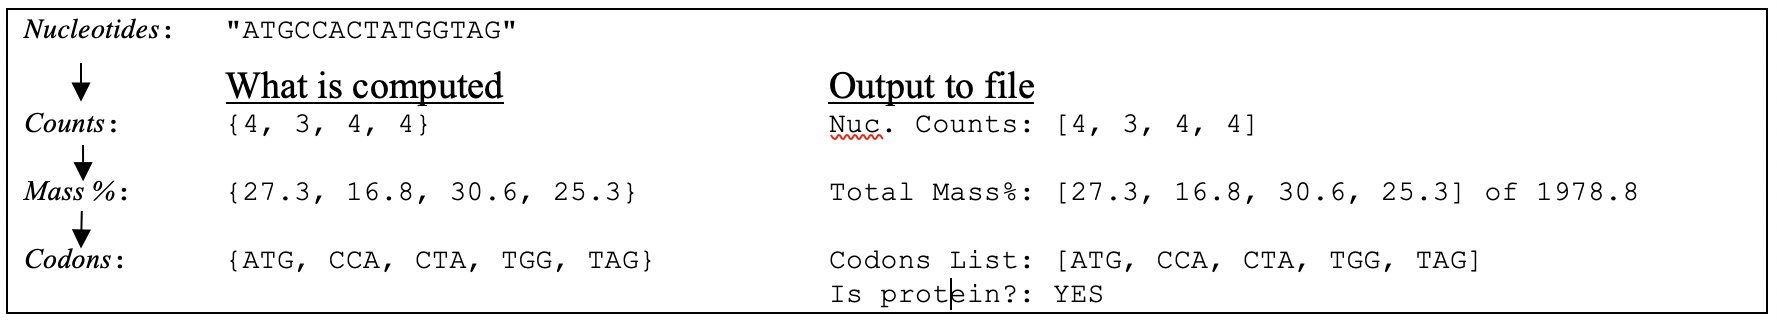 Nucleotides: "ATGCCACTATGGTAG"
What is computed Output to file
Counts: {4, 3, 4, 4} Nuc. Counts: [4, 3, 4, 4]
Mass %: {27.3, 16.8, 30.6, 25.3} Total Mass%: [27.3, 16.8, 30.6, 25.3] of 1978.8
Codons: {ATG, CCA, CTA, TGG, TAG} Codons List: [ATG, CCA, CTA, TGG, TAG]
Is protein?: YES